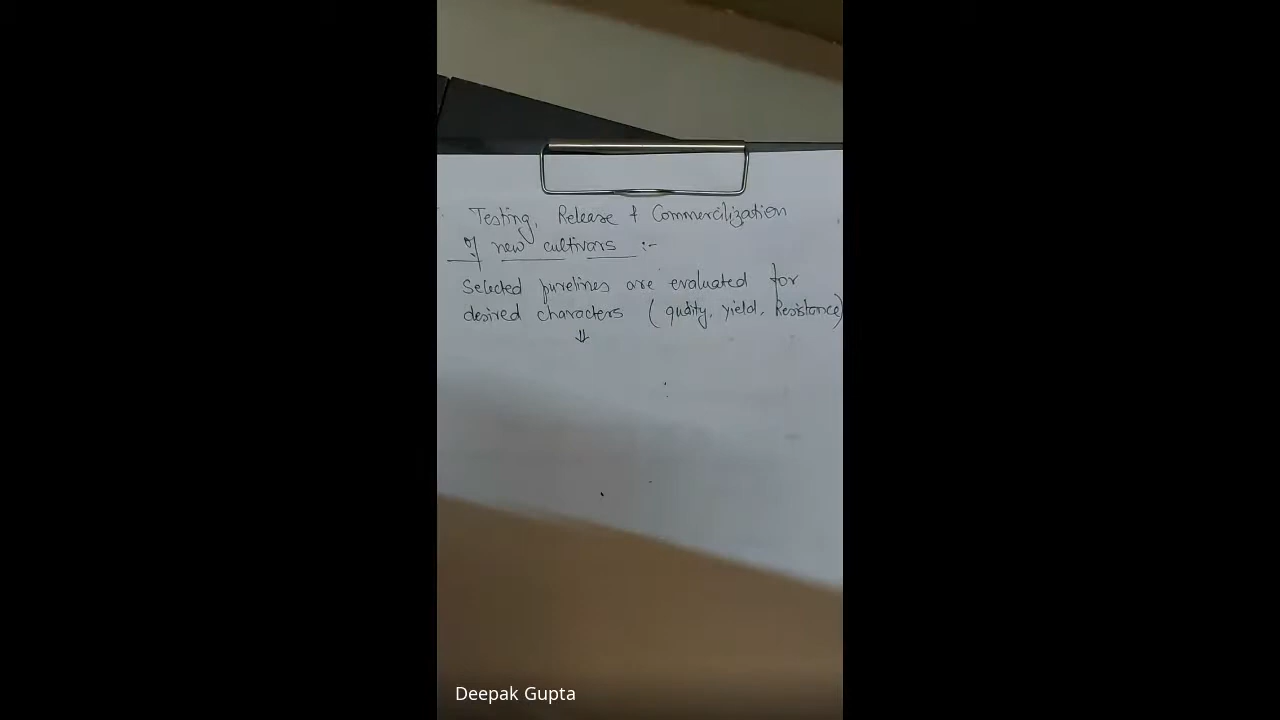 Testing, Release & Commercilization
of new cultivars :-
Selected purelines are evaluated for
desired characters (quality, yield, Resistance)
⇓
Deepak Gupta